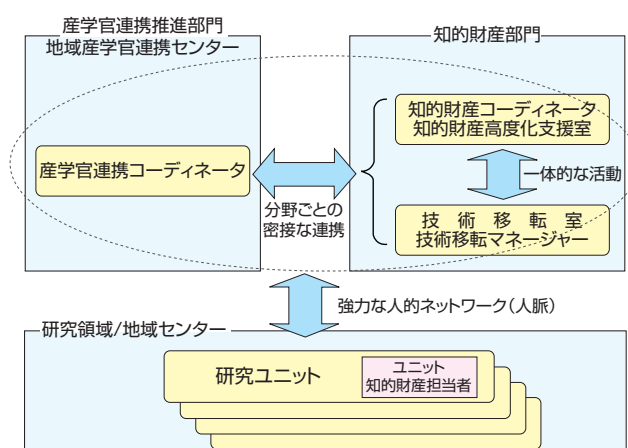 産学官連携推進部門
地域産学官連携センター
知的財産部門
産学官連携コーディネータ
分野ごとの
密接な連携
知的財産コーディネータ
知的財産高度化支援室
一体的な活動
技術移転室
技術移転マネージャー
強力な人的ネットワーク(人脈)
研究領域/地域センター
研究ユニット
ユニット
知的財産担当者